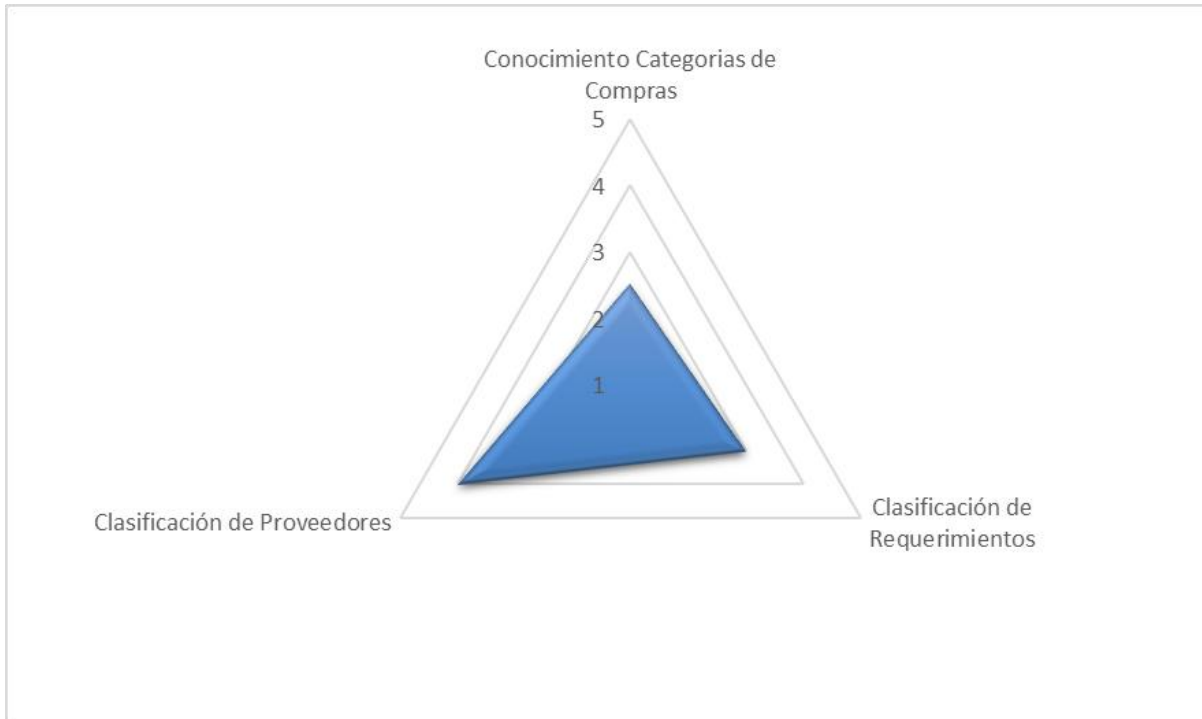 Conocimiento Categorias de
Compras
5
4
3
2
1
Clasificación de Proveedores
Clasificación de
Requerimientos